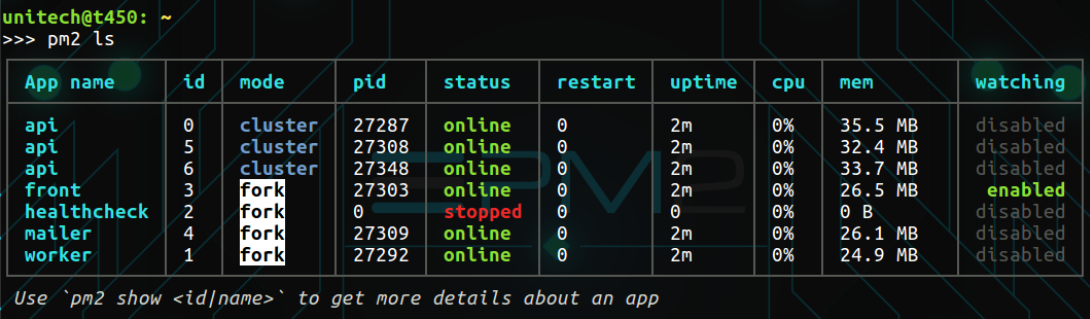 unitech@t450: ~
>>> pm2 ls
App name id mode pid status restart uptime cpu mem watching
api 0 cluster 27287 online 0 2m 0% 35.5 MB disabled
api 5 cluster 27308 online 0 2m 0% 32.4 MB disabled
api 6 cluster 27348 online 0 2m 0% 33.7 MB disabled
front 3 fork 27303 online 0 2m 0% 26.5 MB enabled
healthcheck 2 fork 0 stopped 0 0 0% 0 B disabled
mailer 4 fork 27309 online 0 2m 0% 26.1 MB disabled
worker 1 fork 27292 online 0 2m 0% 24.9 MB disabled
Use `pm2 show <id|name>` to get more details about an app
PM2